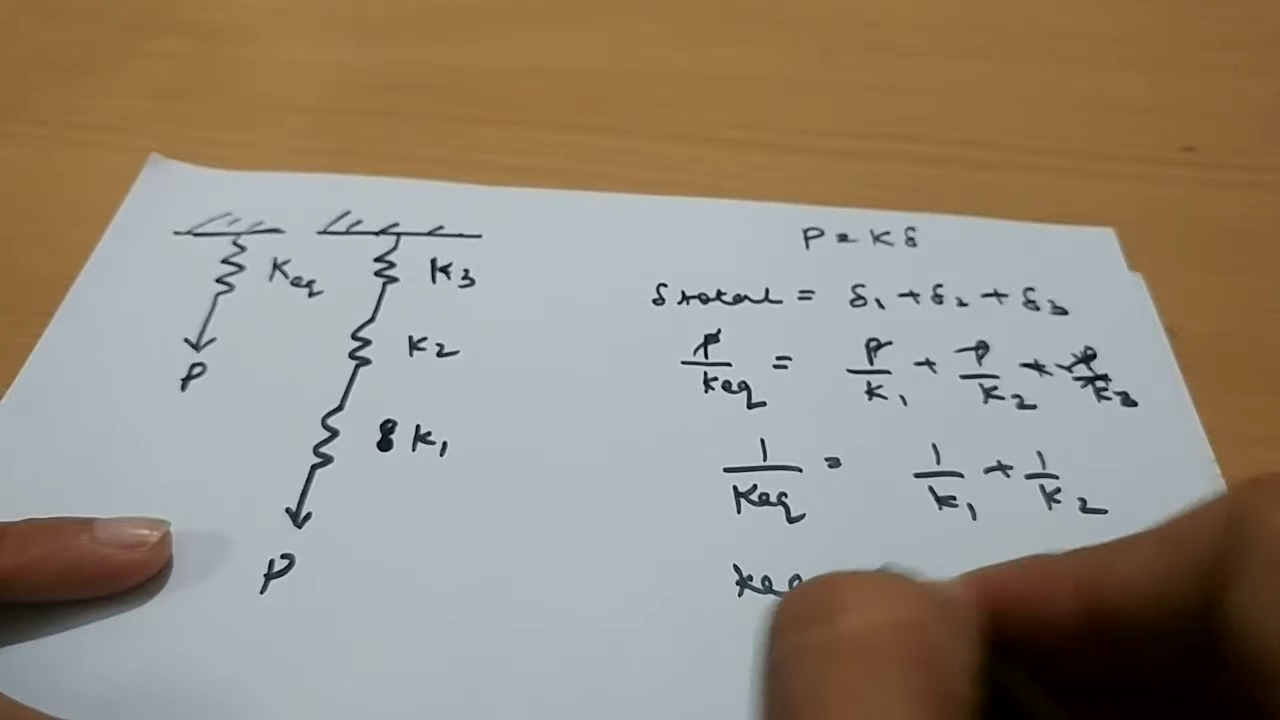 P = Kδ
Keq
K3
δtotal = δ1 + δ2 + δ3
K2
P
P/Keq = P/K1 + P/K2 + P/K3
K1
1/Keq = 1/K1 + 1/K2
P
Keq